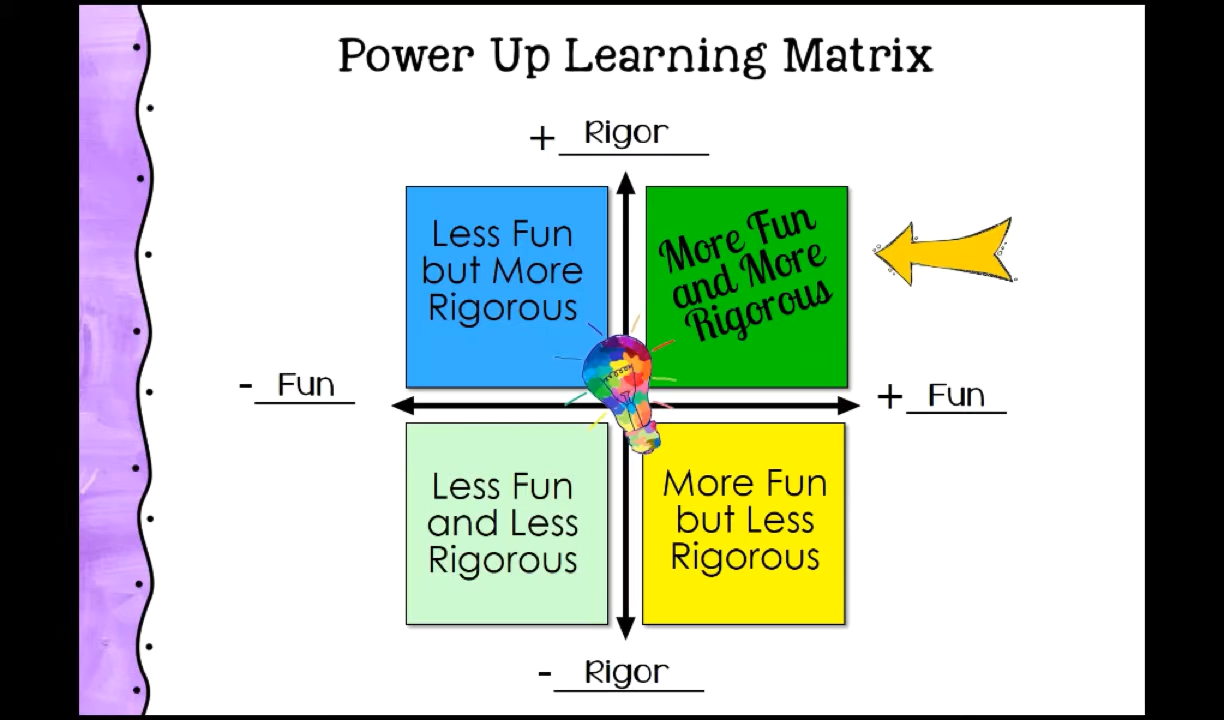 Power Up Learning Matrix
+ Rigor
Less Fun
but More
Rigorous
More Fun
and More
Rigorous
- Fun
+ Fun
Less Fun
and Less
Rigorous
More Fun
but Less
Rigorous
- Rigor